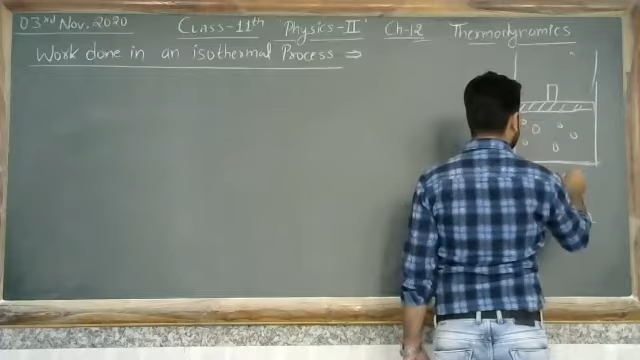 03rd Nov. 2020 Class-11th Physics-II' Ch-12 Thermodynamics
Work done in an isothermal Process ⇒